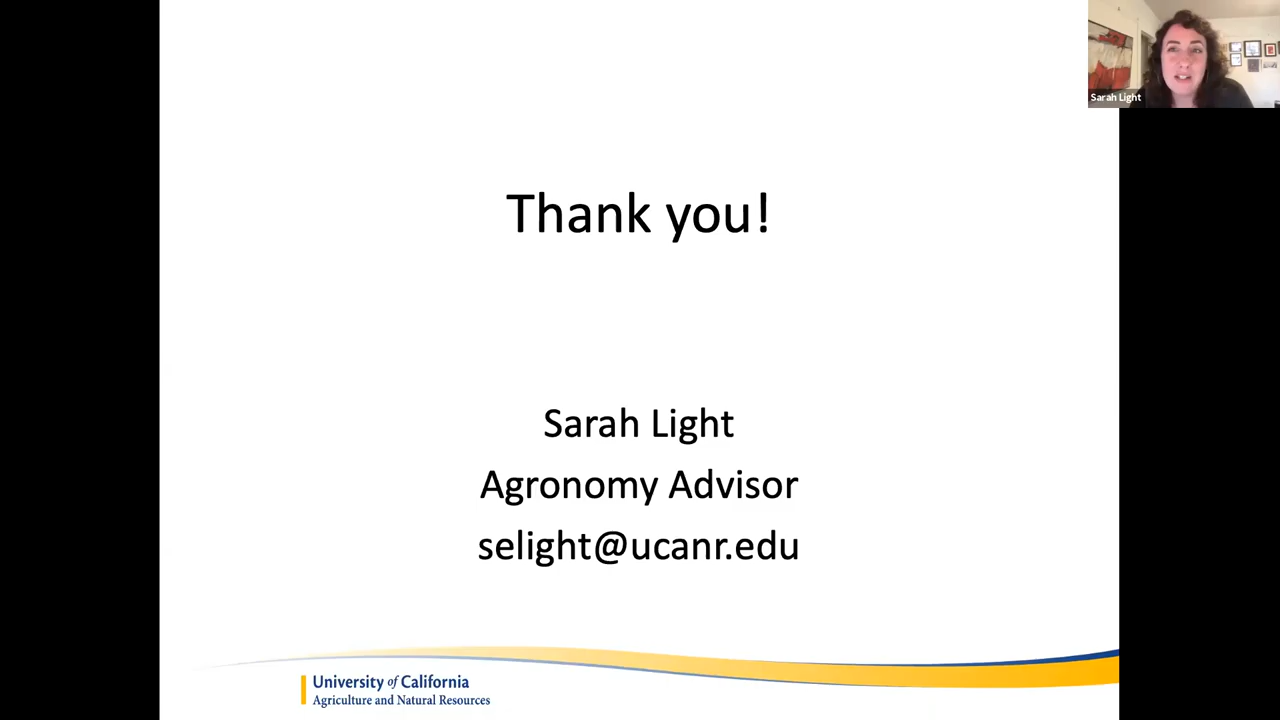 Sarah Light
Thank you!
Sarah Light
Agronomy Advisor
selight@ucanr.edu
University of California
Agriculture and Natural Resources